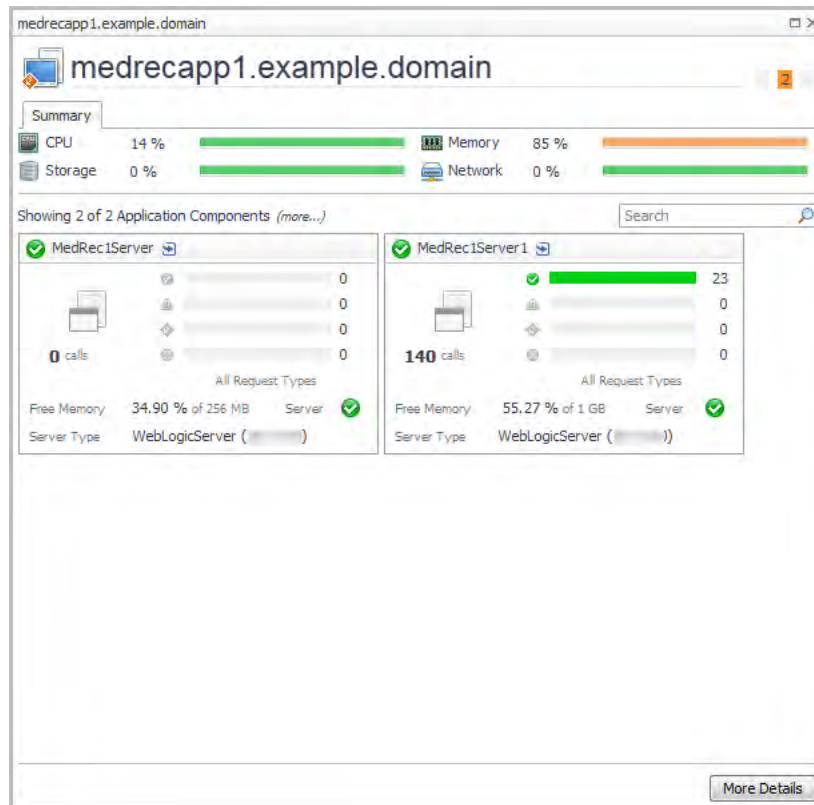 medrecapp1.example.domain
medrecapp1.example.domain
2
Summary
CPU 14 % Memory 85 %
Storage 0 % Network 0 %
Showing 2 of 2 Application Components (more...) Search
MedRec1Server MedRec1Server1
0 23
0 0
0 0
0 calls 0 140 calls 0
All Request Types All Request Types
Free Memory 34.90 % of 256 MB Server Free Memory 55.27 % of 1 GB Server
Server Type WebLogicServer ( ) Server Type WebLogicServer ( ))
More Details